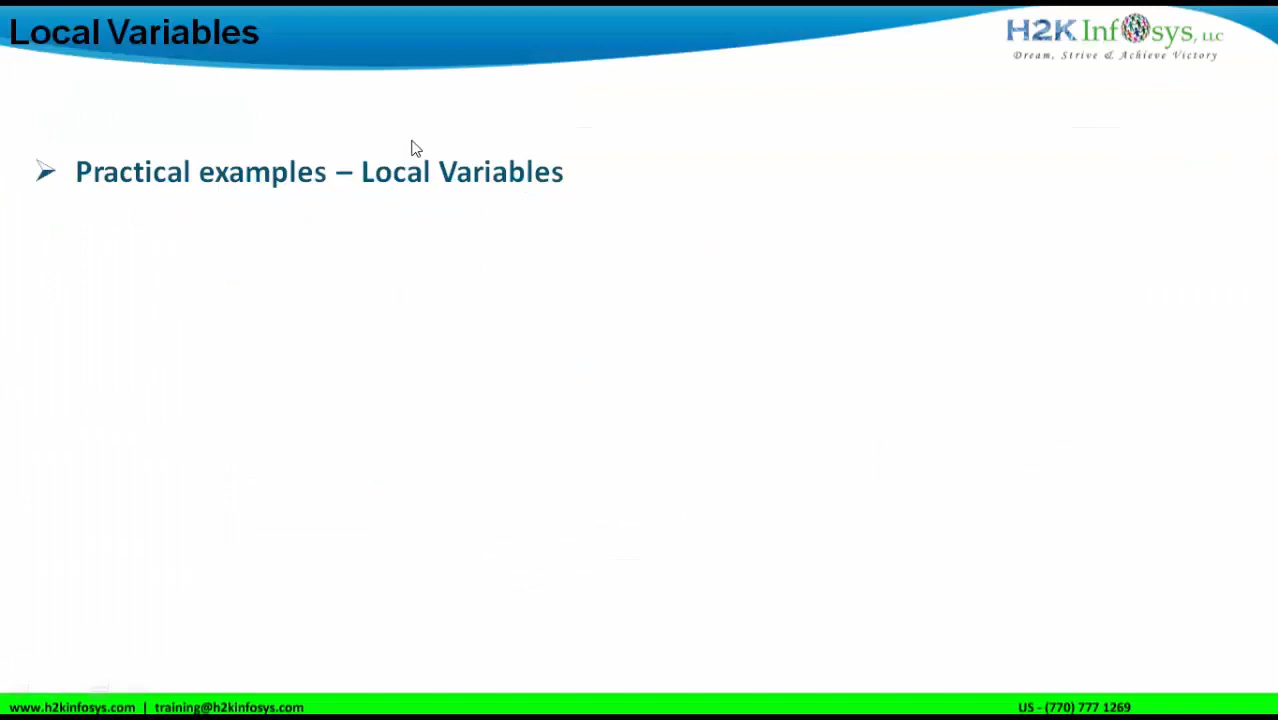 Local Variables
H2K Infosys, LLC
Dream, Strive & Achieve Victory
Practical examples – Local Variables
www.h2kinfosys.com | training@h2kinfosys.com
US - (770) 777 1269